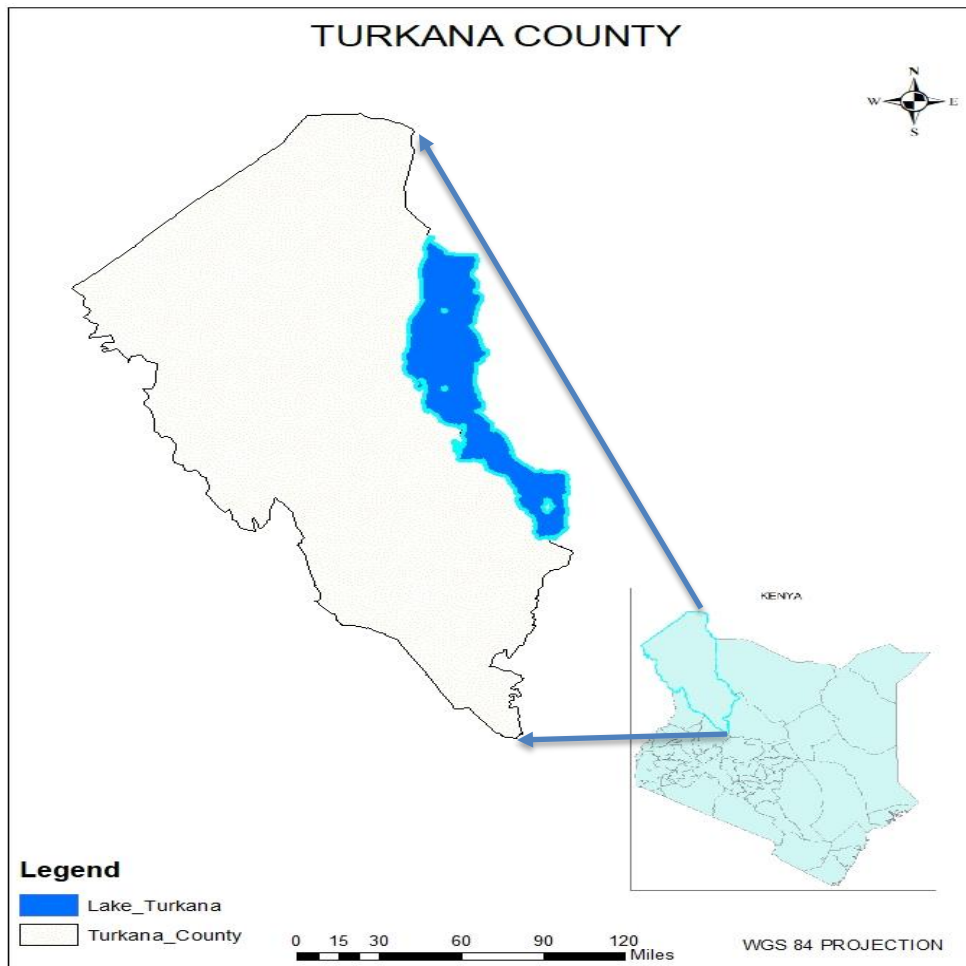 TURKANA COUNTY
N
W E
S
KENYA
Legend
Lake_Turkana
Turkana_County
0 15 30 60 90 120
Miles
WGS 84 PROJECTION